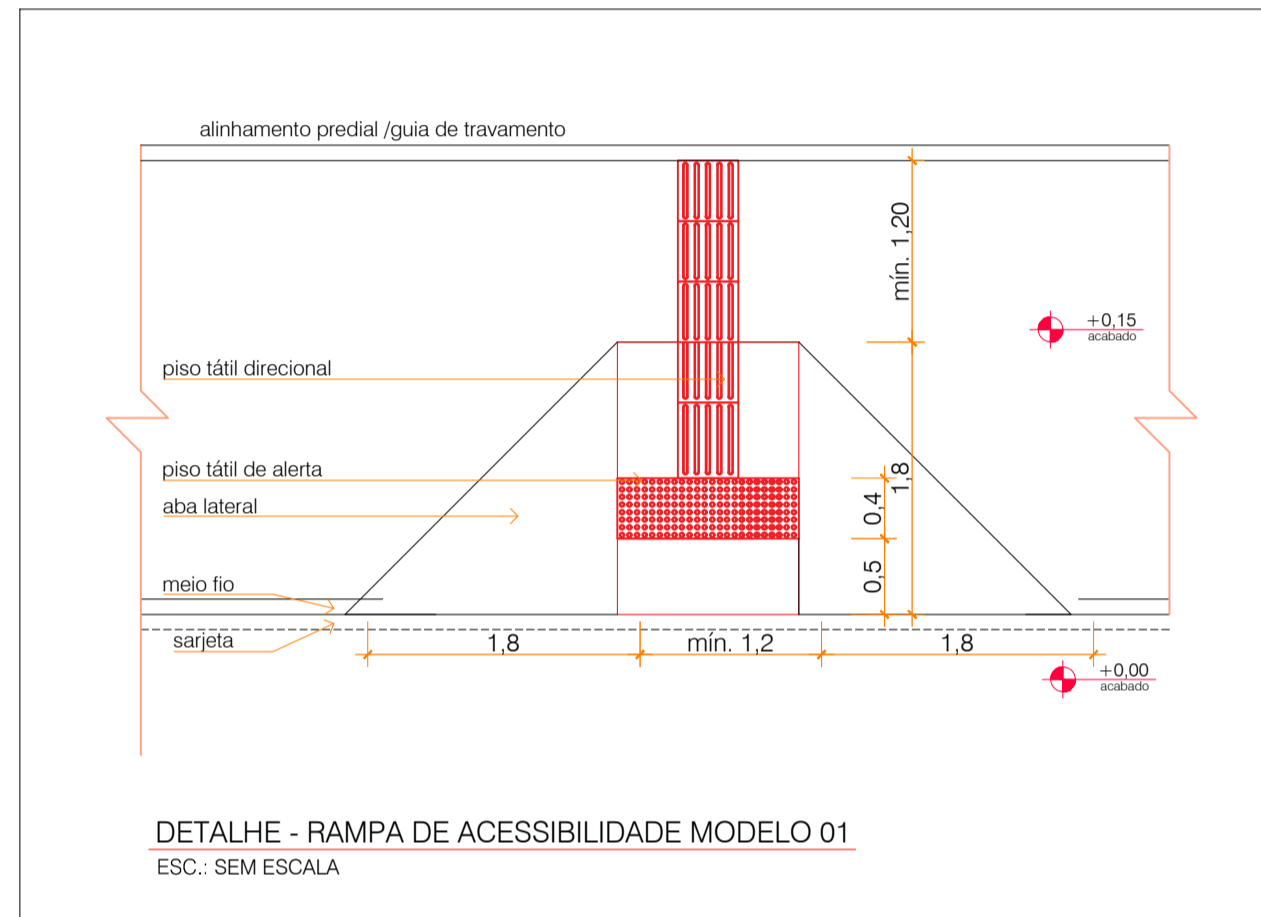 alinhamento predial /guia de travamento
mín. 1,20
+0,15
acabado
piso tátil direcional
piso tátil de alerta
aba lateral
1,8
0,4
0,5
meio fio
sarjeta
1,8
mín. 1,2
1,8
+0,00
acabado
DETALHE - RAMPA DE ACESSIBILIDADE MODELO 01
ESC.: SEM ESCALA